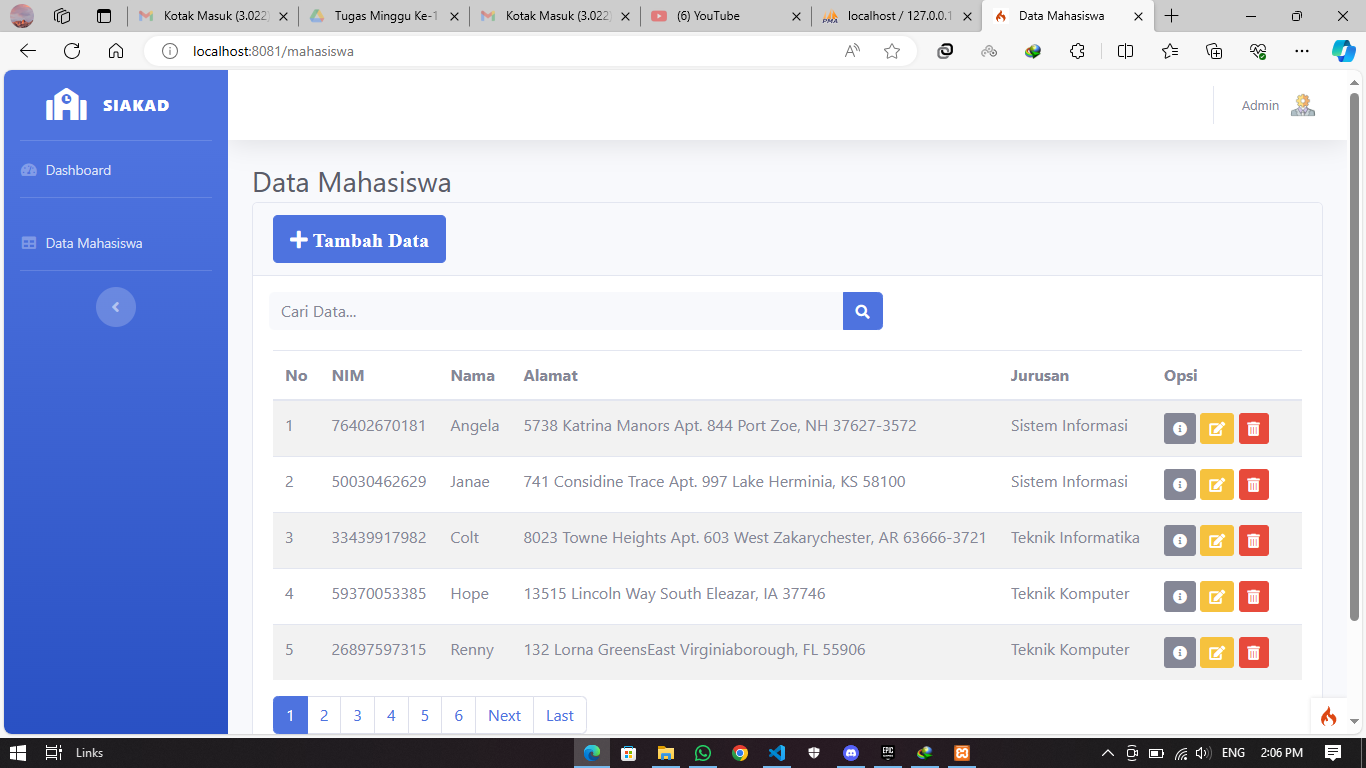 Kotak Masuk (3.022)
Tugas Minggu Ke-1
Kotak Masuk (3.022)
(6) YouTube
PMA localhost / 127.0.0.1
Data Mahasiswa
localhost:8081/mahasiswa
SIAKAD
Admin
Dashboard
Data Mahasiswa
Data Mahasiswa
Tambah Data
Cari Data...
No NIM Nama Alamat Jurusan Opsi
1 76402670181 Angela 5738 Katrina Manors Apt. 844 Port Zoe, NH 37627-3572 Sistem Informasi
2 50030462629 Janae 741 Considine Trace Apt. 997 Lake Herminia, KS 58100 Sistem Informasi
3 33439917982 Colt 8023 Towne Heights Apt. 603 West Zakarychester, AR 63666-3721 Teknik Informatika
4 59370053385 Hope 13515 Lincoln Way South Eleazar, IA 37746 Teknik Komputer
5 26897597315 Renny 132 Lorna GreensEast Virginiaborough, FL 55906 Teknik Komputer
1 2 3 4 5 6 Next Last
Links
EPIC
ENG 2:06 PM